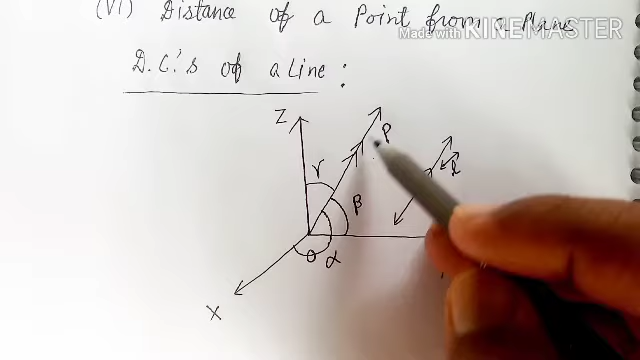 (VI) Distance of a Point from a Plane
Made with KINEMASTER
D.C.'s of a Line :
Z
P
γ
β
l
O
α
X